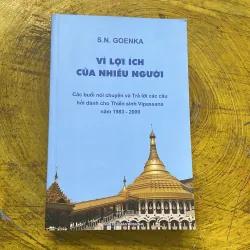 S.N. GOENKA
VÌ LỢI ÍCH
CỦA NHIỀU NGƯỜI
Các buổi nói chuyện và Trả lời các câu
hỏi dành cho Thiền sinh Vipassana
năm 1983 - 2000